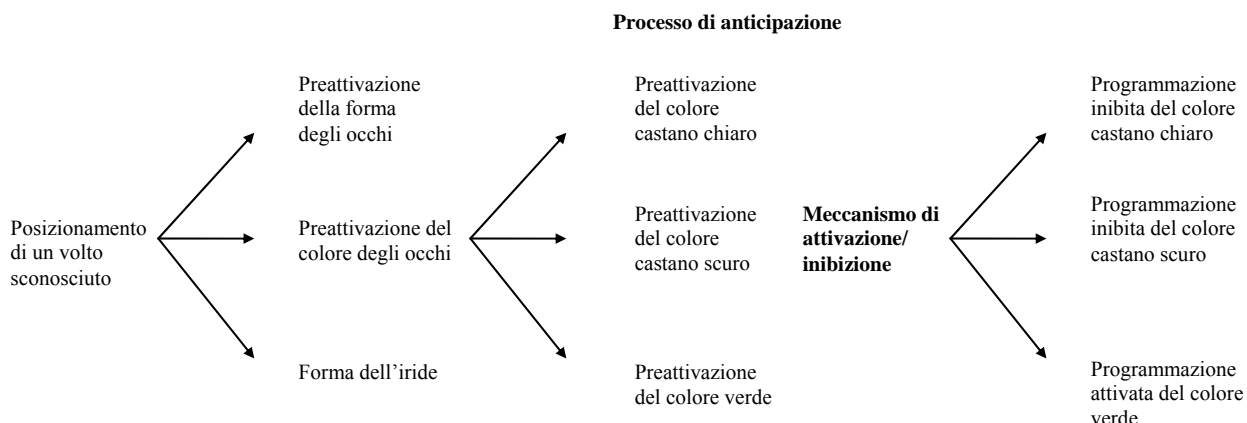 Processo di anticipazione
Preattivazione
della forma
degli occhi
Preattivazione
del colore
castano chiaro
Programmazione
inibita del colore
castano chiaro
Posizionamento
di un volto
sconosciuto
Preattivazione del
colore degli occhi
Preattivazione
del colore
castano scuro
Meccanismo di
attivazione/
inibizione
Programmazione
inibita del colore
castano scuro
Forma dell’iride
Preattivazione
del colore verde
Programmazione
attivata del colore
verde